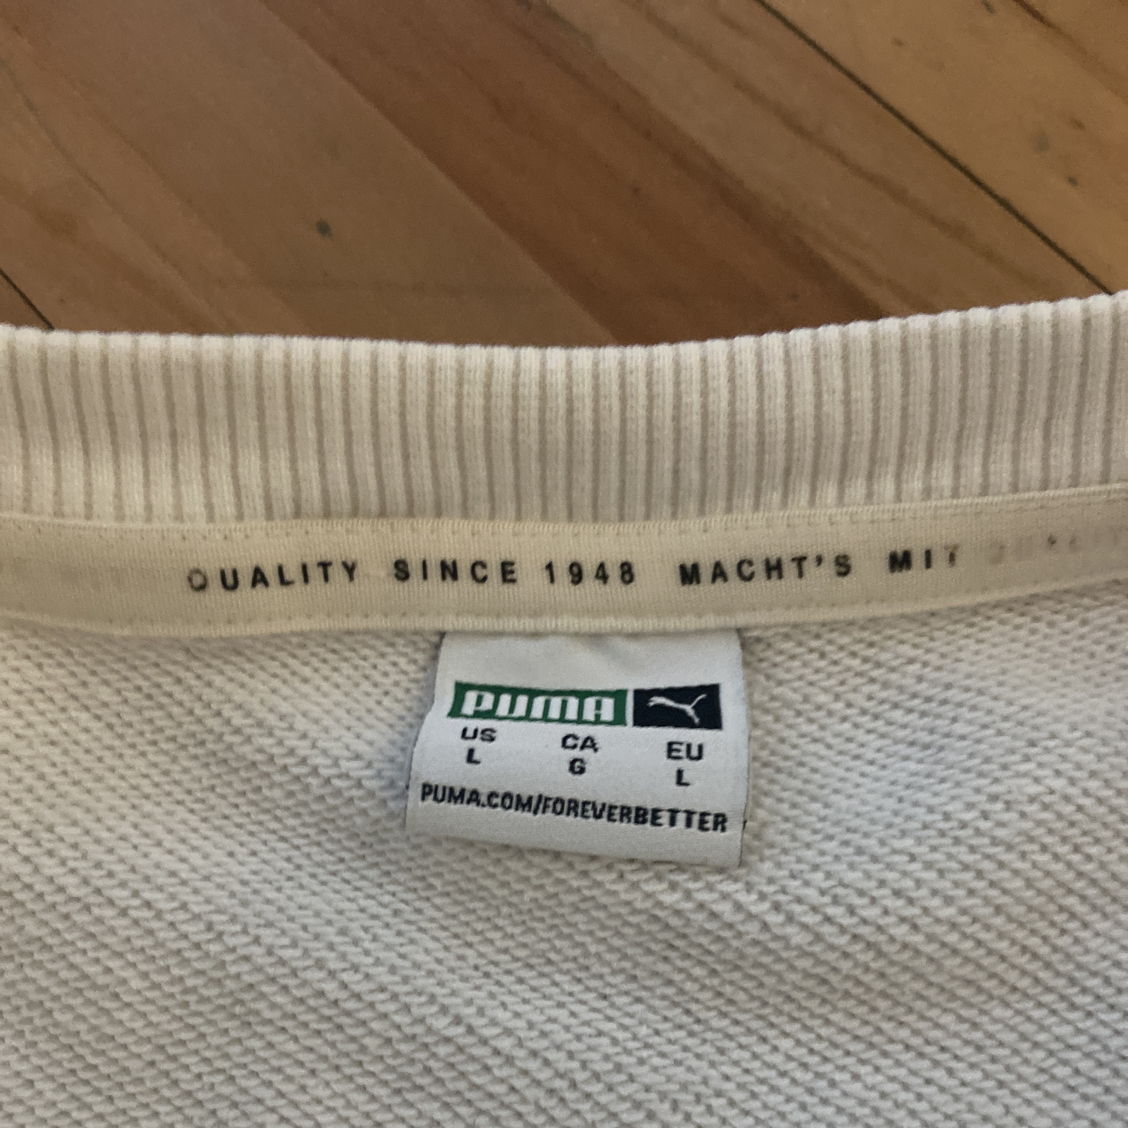 QUALITY SINCE 1948 MACHT'S MIT
PUMA
US CA EU
L G L
PUMA.COM/FOREVERBETTER